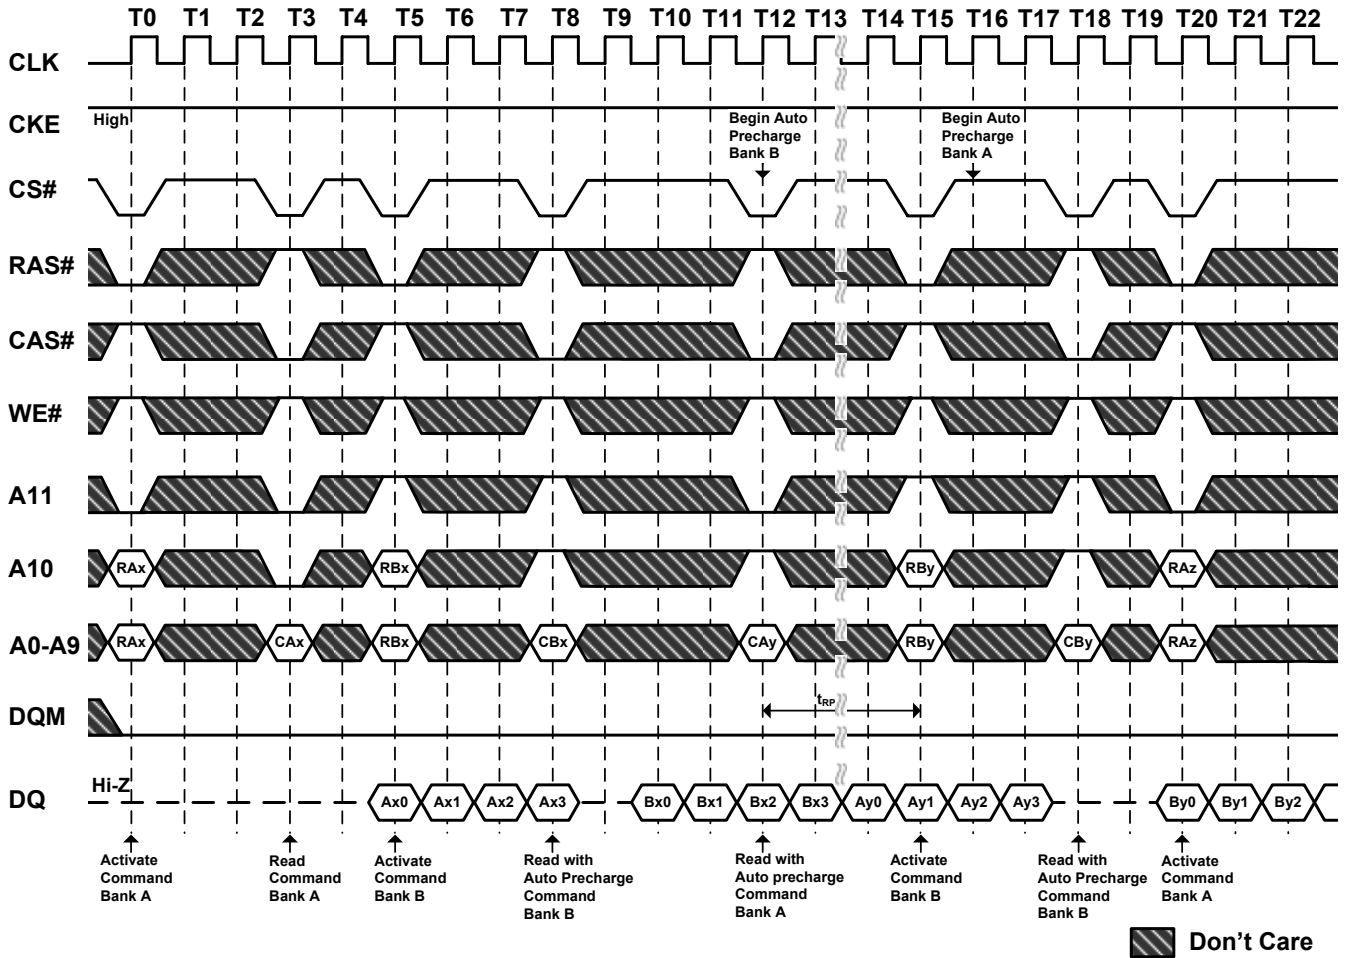 T0 T1 T2 T3 T4 T5 T6 T7 T8 T9 T10 T11 T12 T13 T14 T15 T16 T17 T18 T19 T20 T21 T22
CLK
CKE
High
Begin Auto
Precharge
Bank B
Begin Auto
Precharge
Bank A
CS#
RAS#
CAS#
WE#
A11
A10
RAx RBx RBy RAz
A0-A9
RAx CAx RBx CBx CAy RBy CBy RAz
DQM
tRP
DQ
Hi-Z
Ax0 Ax1 Ax2 Ax3 Bx0 Bx1 Bx2 Bx3 Ay0 Ay1 Ay2 Ay3 By0 By1 By2
Activate
Command
Bank A
Read
Command
Bank A
Activate
Command
Bank B
Read with
Auto Precharge
Command
Bank B
Read with
Auto precharge
Command
Bank A
Activate
Command
Bank B
Read with
Auto Precharge
Command
Bank B
Activate
Command
Bank A
Don't Care